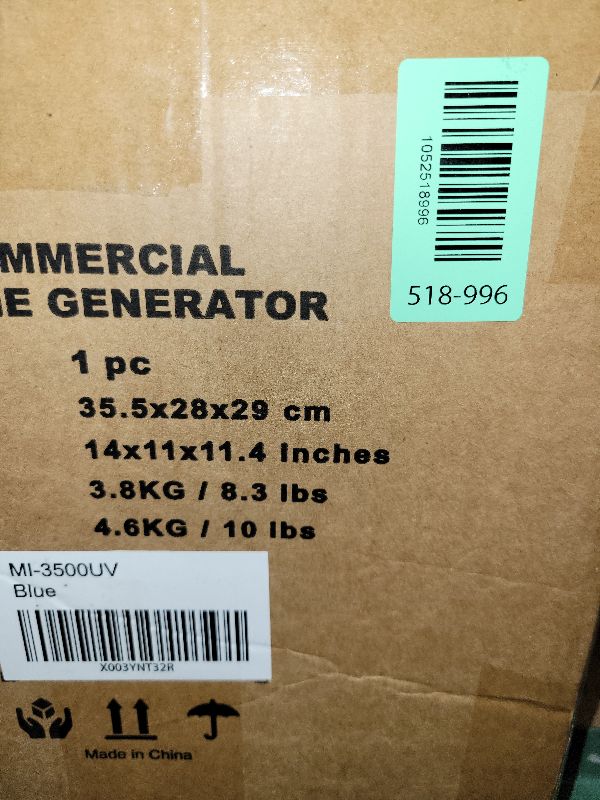 1052518996
518-996
MMERCIAL
E GENERATOR
1 pc
35.5x28x29 cm
14x11x11.4 Inches
3.8KG / 8.3 lbs
4.6KG / 10 lbs
MI-3500UV
Blue
X003YNT32R
Made in China